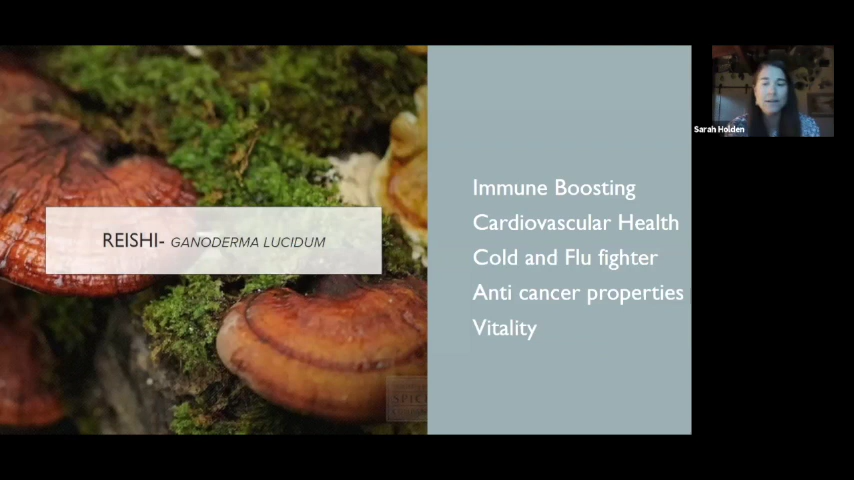 REISHI- GANODERMA LUCIDUM
Immune Boosting
Cardiovascular Health
Cold and Flu fighter
Anti cancer properties
Vitality
Sarah Holden